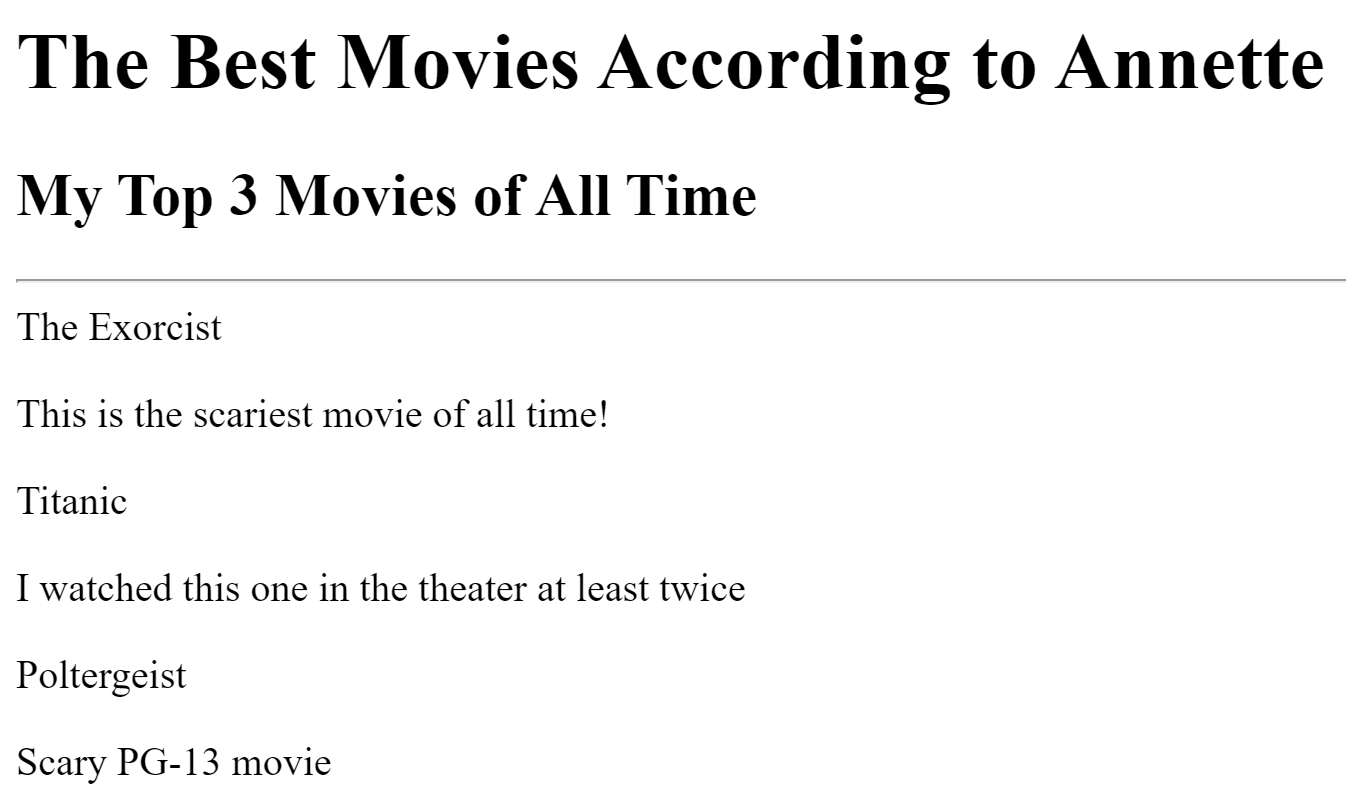 The Best Movies According to Annette
My Top 3 Movies of All Time
The Exorcist
This is the scariest movie of all time!
Titanic
I watched this one in the theater at least twice
Poltergeist
Scary PG-13 movie